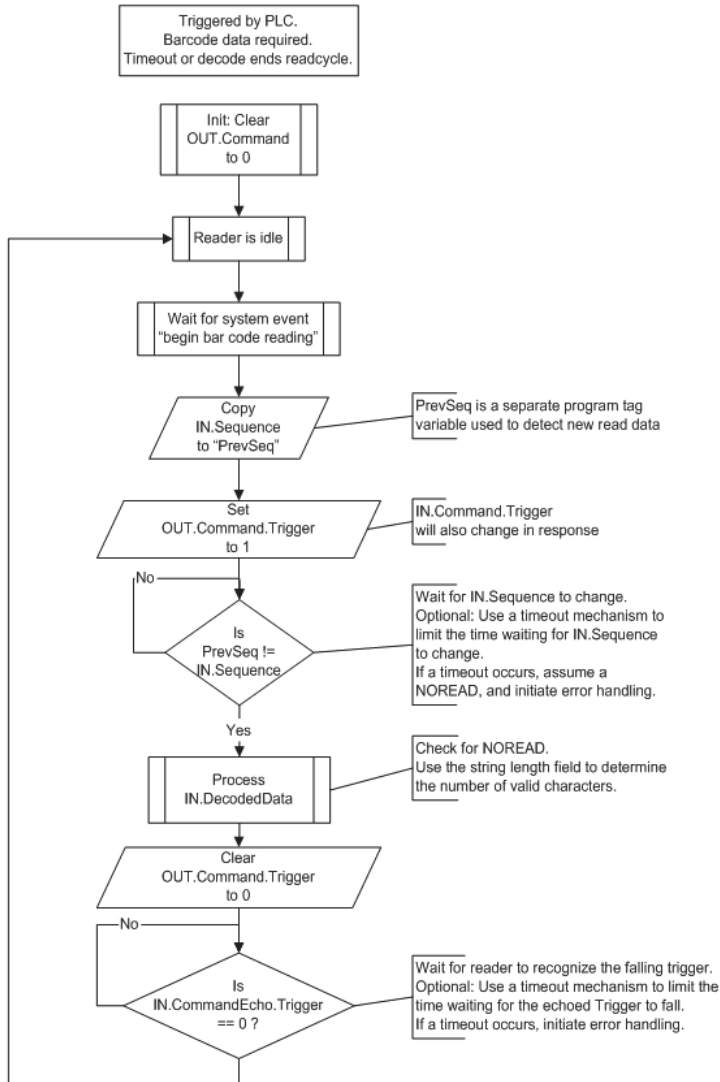 Triggered by PLC.
Barcode data required.
Timeout or decode ends readcycle.
Init: Clear
OUT.Command
to 0
Reader is idle
Wait for system event
“begin bar code reading”
Copy
IN.Sequence
to “PrevSeq”
PrevSeq is a separate program tag
variable used to detect new read data
Set
OUT.Command.Trigger
to 1
IN.Command.Trigger
will also change in response
No
Is
PrevSeq !=
IN.Sequence
Wait for IN.Sequence to change.
Optional: Use a timeout mechanism to
limit the time waiting for IN.Sequence
to change.
If a timeout occurs, assume a
NOREAD, and initiate error handling.
Yes
Process
IN.DecodedData
Check for NOREAD.
Use the string length field to determine
the number of valid characters.
Clear
OUT.Command.Trigger
to 0
No
Is
IN.CommandEcho.Trigger
== 0 ?
Wait for reader to recognize the falling trigger.
Optional: Use a timeout mechanism to limit the
time waiting for the echoed Trigger to fall.
If a timeout occurs, initiate error handling.